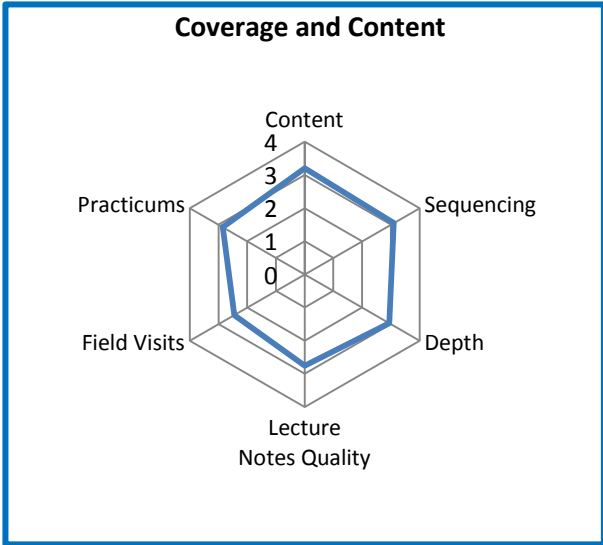 Coverage and Content
Content
4
3
2
1
0
Practicums
Sequencing
Field Visits
Depth
Lecture
Notes Quality